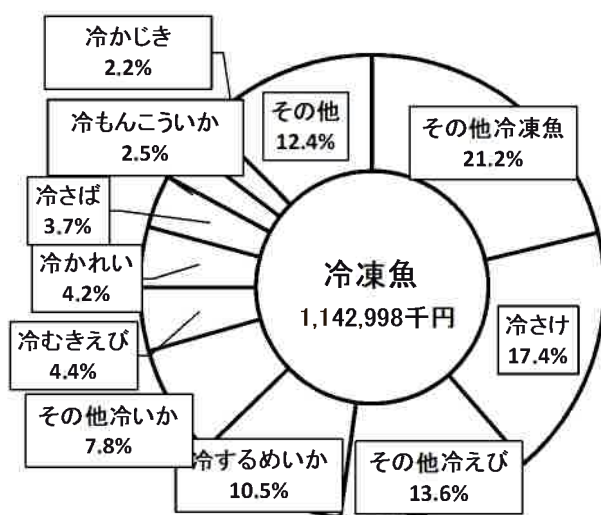 冷凍魚
1,142,998千円
その他冷凍魚
21.2%
冷さけ
17.4%
その他冷えび
13.6%
冷するめいか
10.5%
その他冷いか
7.8%
冷むきえび
4.4%
冷かれい
4.2%
冷さば
3.7%
冷もんこういか
2.5%
冷かじき
2.2%
その他
12.4%